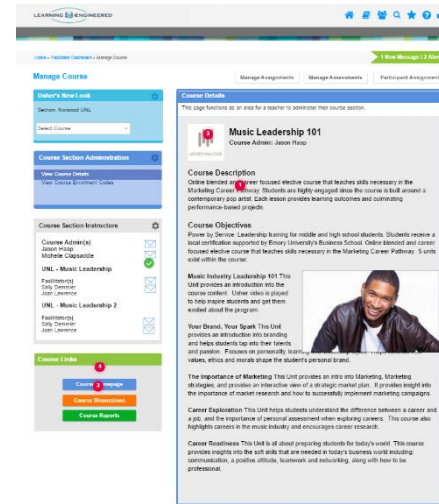 LEARNING ENGINEERED
Home » Facilitator Dashboard » Manage Course
1 New Message | 2 Aler
Manage Course
Manage Assignments
Manage Assessments
Participant Assignment
Usher's New Look
Section: Norwood UNL
Select Course
Course Section Administration
View Course Details
View Course Enrollment Codes
Course Section Instructors
Course Admin(s)
Jason Haap
Michelle Clapsaddle
UNL - Music Leadership
Facilitator(s)
Sally Demmler
Joan Lawrence
UNL - Music Leadership 2
Facilitator(s)
Sally Demmler
Joan Lawrence
Course Links
4
3
Course Homepage
Course Discussions
Course Reports
Course Details
This page functions as an area for a teacher to administer their course section.
Music Leadership 101
Course Admin: Jason Haap
Course Description
Online blended and career focused elective course that teaches skills necessary in the
Marketing Career Pathway. Students are highly engaged since the course is built around a
contemporary pop artist. Each lesson provides learning outcomes and culminating
performance-based projects
Course Objectives
Power by Service: Leadership training for middle and high school students. Students receive a
local certification supported by Emory University's Business School. Online blended and career
focused elective course that teaches skills necessary in the Marketing Career Pathway. 5 units
exist within the course:
Music Industry Leadership 101 This
Unit provides an introduction into the
course content. Usher video is played
to help inspire students and get them
excited about the program.
Your Brand, Your Spark The Unit
provides an introduction into branding
and helps students tap into their talents
and passion. Focuses on personality, learning
values, ethics and morals shape the student's personal brand.
The Importance of Marketing This Unit provides an intro into Marketing, Marketing
strategies, and provides an interactive view of a strategic market plan. It provides insight into
the importance of market research and how to successfully implement marketing campaigns.
Career Exploration This Unit helps students understand the difference between a career and
a job, and the importance of personal assessment when exploring careers. This course also
highlights careers in the music industry and encourages career research.
Career Readiness This Unit is all about preparing students for today's world. This course
provides insights into the soft skills that are needed in today's business world including:
communication, a positive attitude, teamwork and networking, along with how to be
professional.